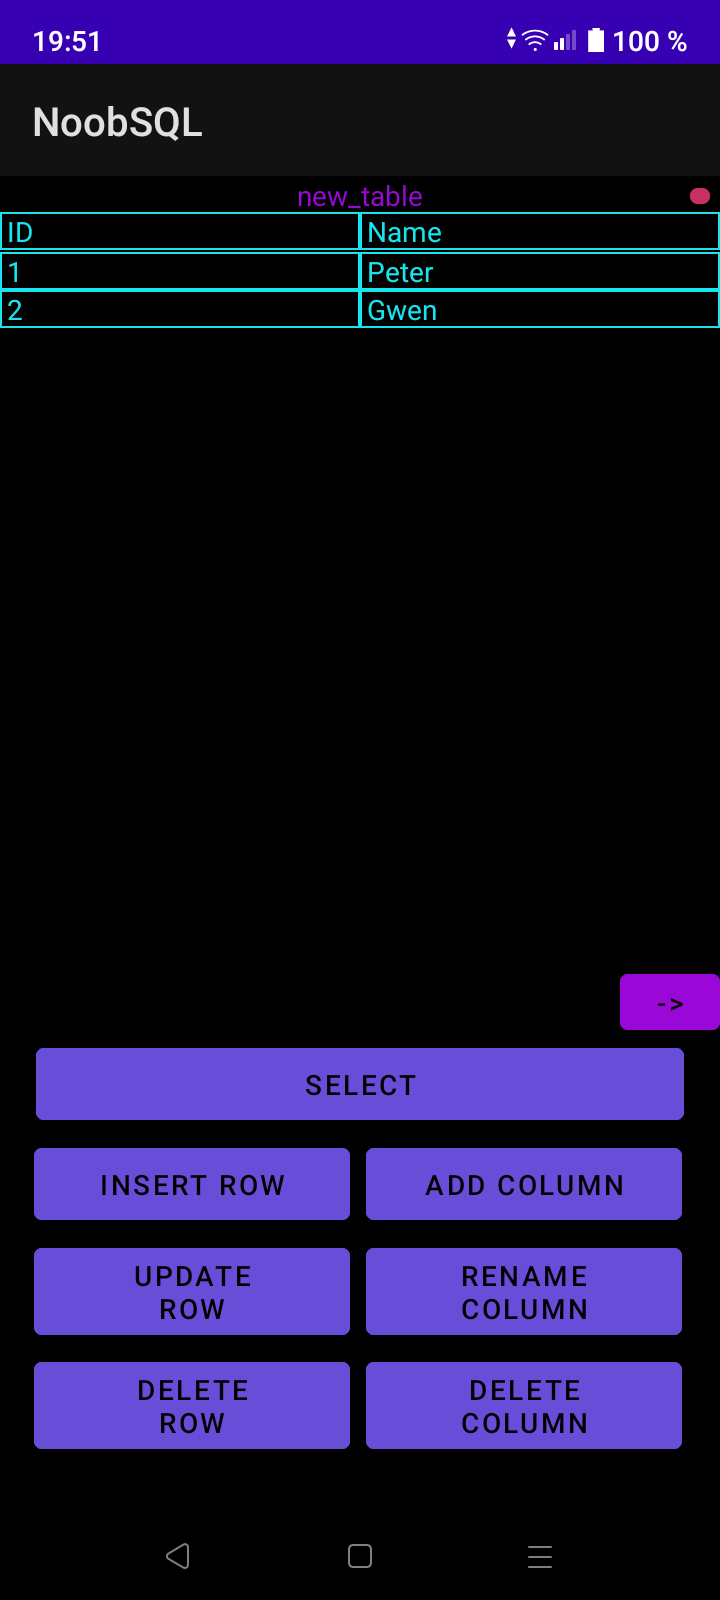 19:51 100 %
NoobSQL
new_table
ID Name
1 Peter
2 Gwen
->
SELECT
INSERT ROW ADD COLUMN
UPDATE
ROW
RENAME
COLUMN
DELETE
ROW
DELETE
COLUMN